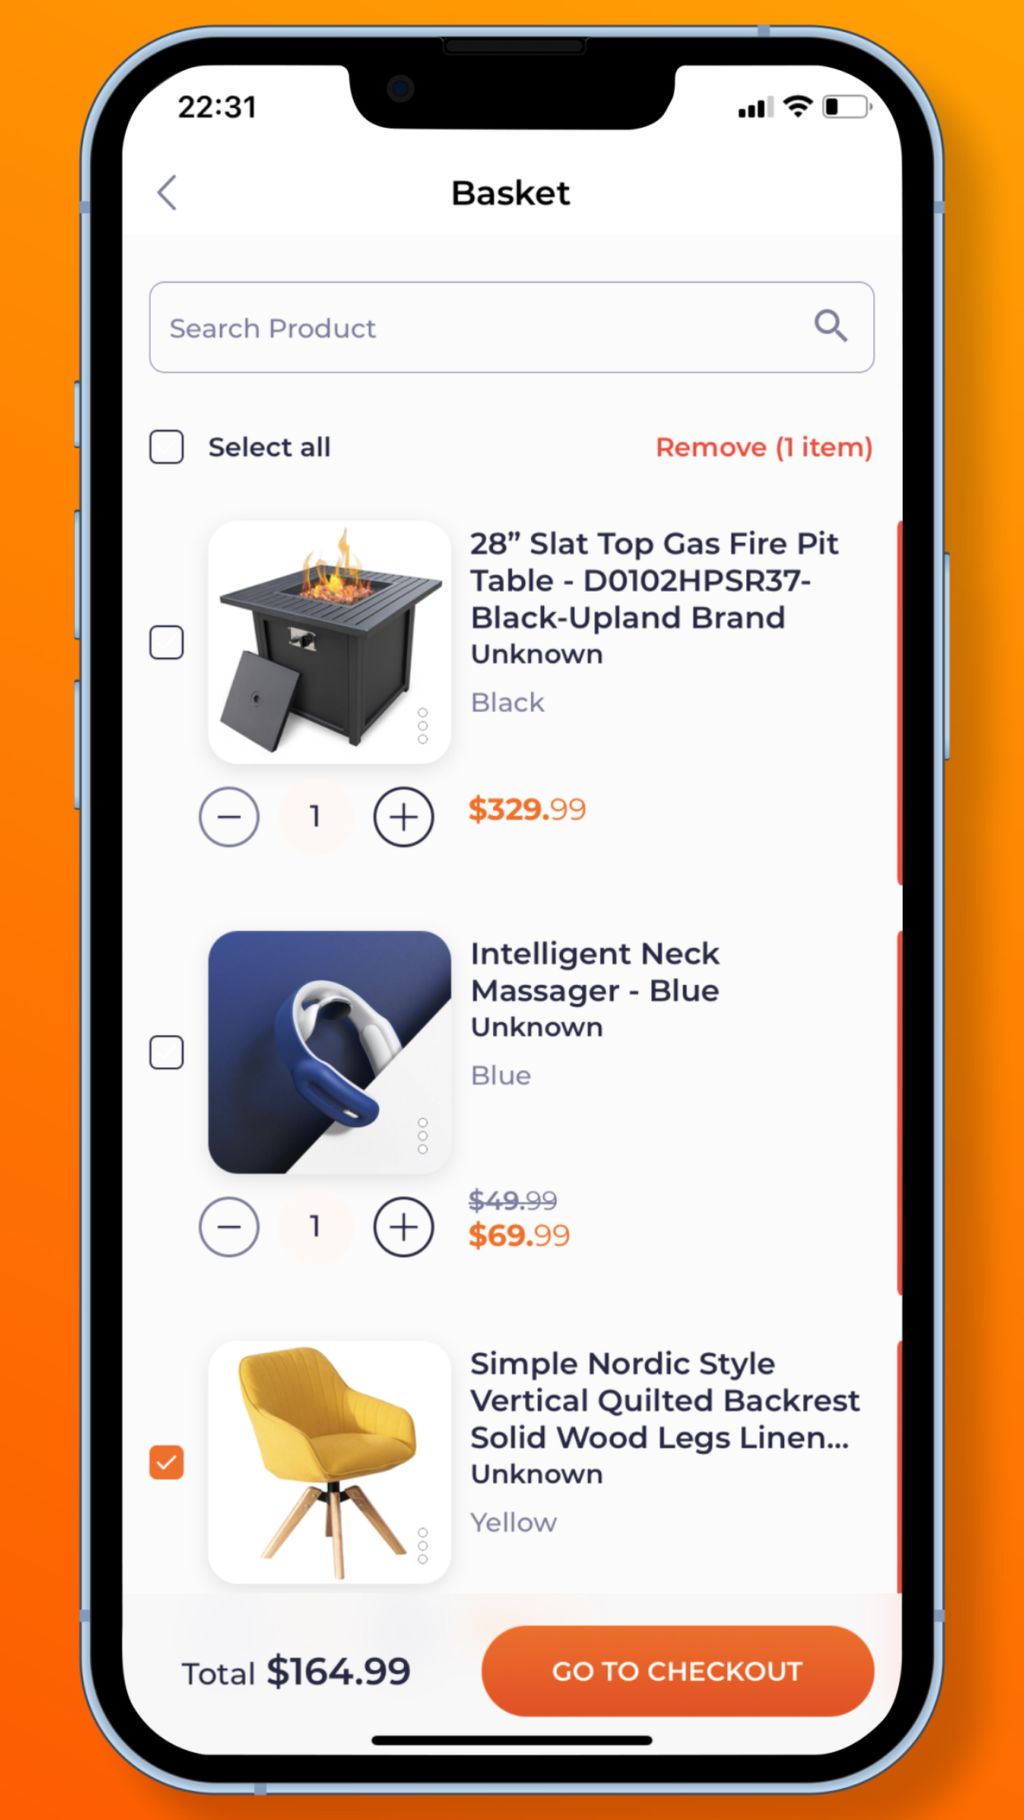 22:31
Basket
Search Product
Select all
Remove (1 item)
28” Slat Top Gas Fire Pit
Table - D0102HPSR37-
Black-Upland Brand
Unknown
Black
1
$329.99
Intelligent Neck
Massager - Blue
Unknown
Blue
$49.99
1
$69.99
Simple Nordic Style
Vertical Quilted Backrest
Solid Wood Legs Linen...
Unknown
Yellow
Total $164.99
GO TO CHECKOUT